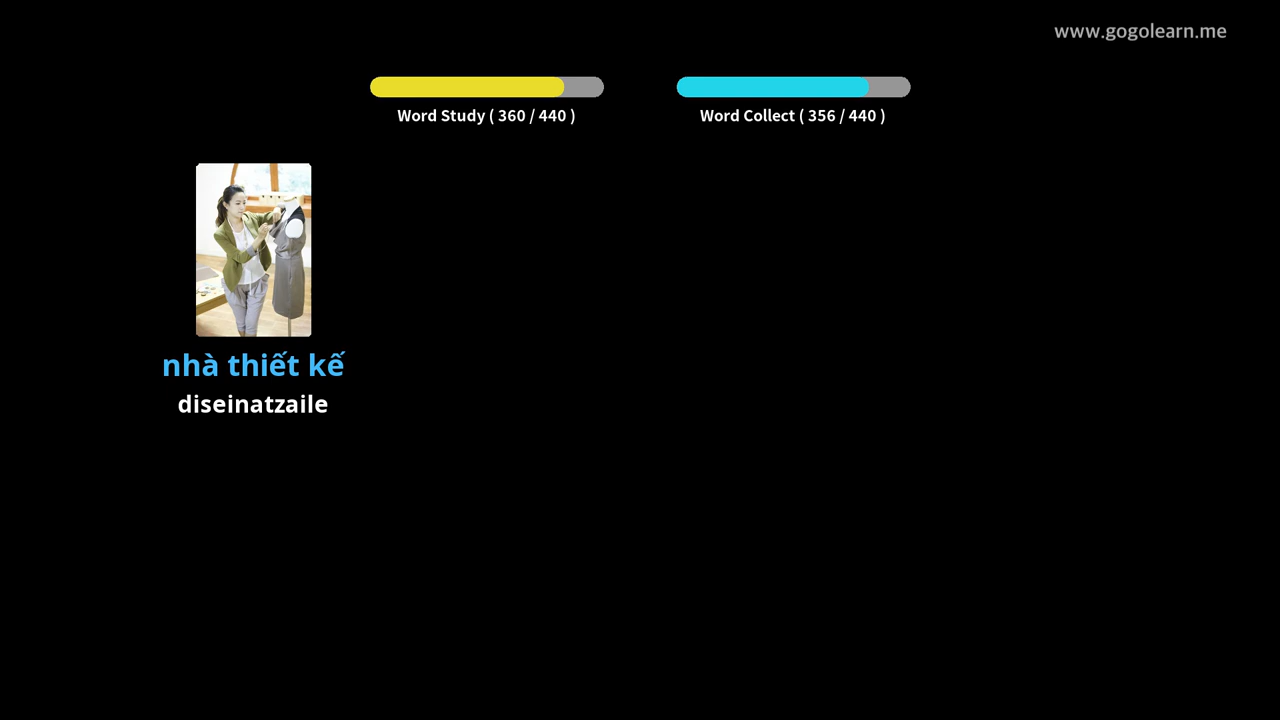 www.gogolearn.me
Word Study ( 360 / 440 )
Word Collect ( 356 / 440 )
nhà thiết kế
diseinatzaile